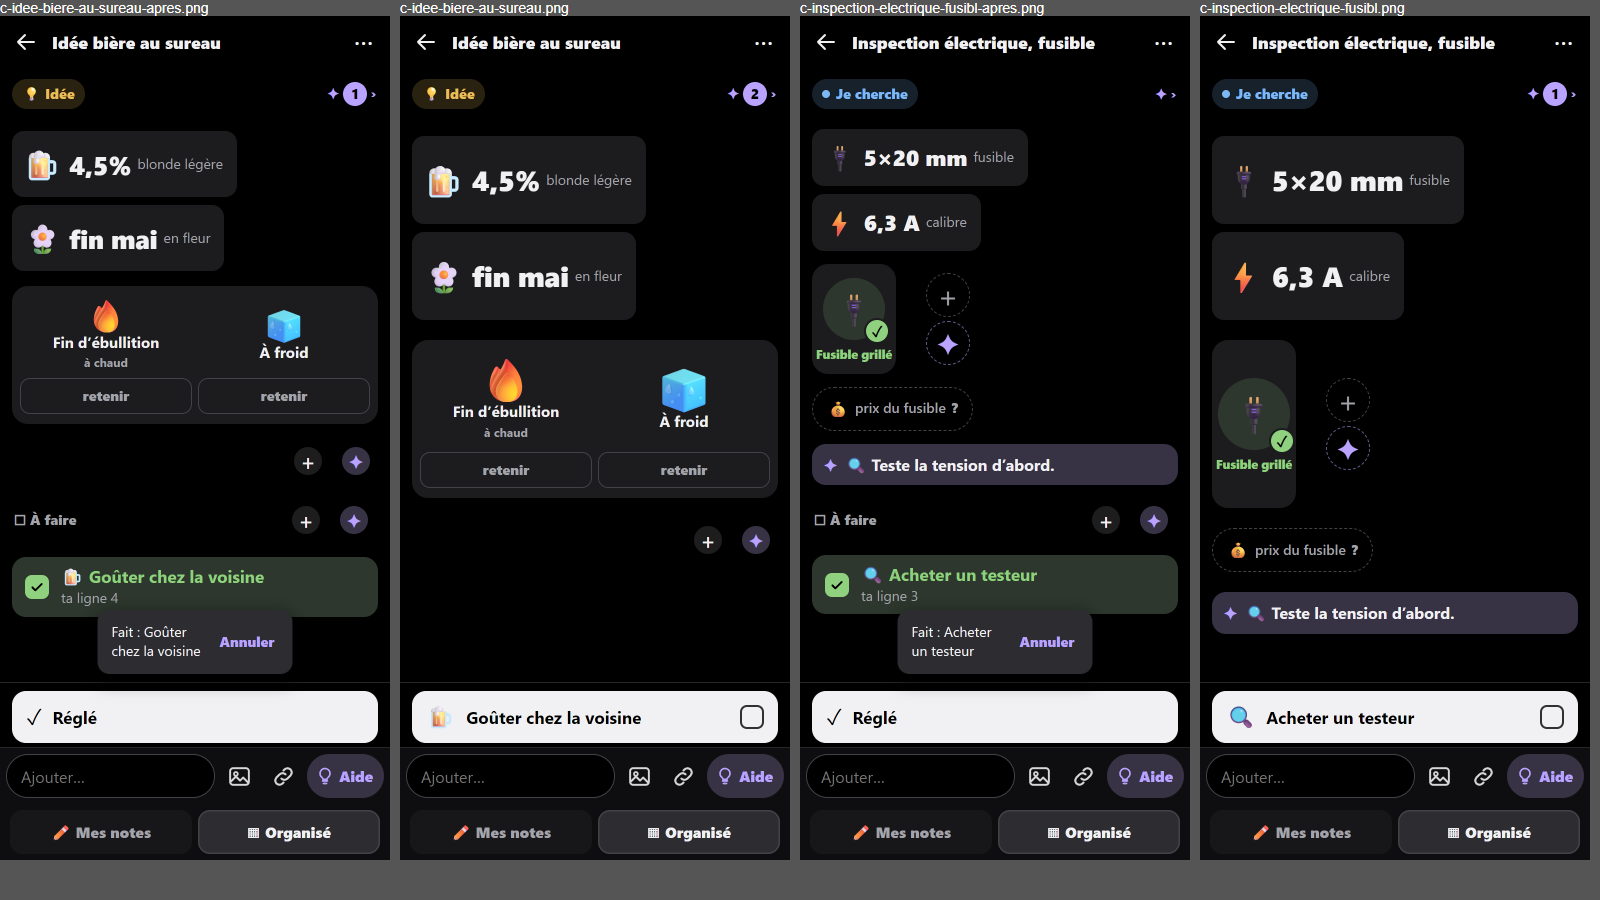 c-idee-biere-au-sureau-apres.png
Idée bière au sureau
Idée
1
4,5% blonde légère
fin mai en fleur
Fin d’ébullition
à chaud
À froid
retenir
retenir
À faire
Goûter chez la voisine
ta ligne 4
Fait : Goûter
chez la voisine
Annuler
Réglé
Ajouter...
Aide
Mes notes
Organisé
c-idee-biere-au-sureau.png
Idée bière au sureau
Idée
2
4,5% blonde légère
fin mai en fleur
Fin d’ébullition
à chaud
À froid
retenir
retenir
Goûter chez la voisine
Ajouter...
Aide
Mes notes
Organisé
c-inspection-electrique-fusibl-apres.png
Inspection électrique, fusible
Je cherche
5×20 mm fusible
6,3 A calibre
Fusible grillé
prix du fusible ?
Teste la tension d’abord.
À faire
Acheter un testeur
ta ligne 3
Fait : Acheter
un testeur
Annuler
Réglé
Ajouter...
Aide
Mes notes
Organisé
c-inspection-electrique-fusibl.png
Inspection électrique, fusible
Je cherche
1
5×20 mm fusible
6,3 A calibre
Fusible grillé
prix du fusible ?
Teste la tension d’abord.
Acheter un testeur
Ajouter...
Aide
Mes notes
Organisé